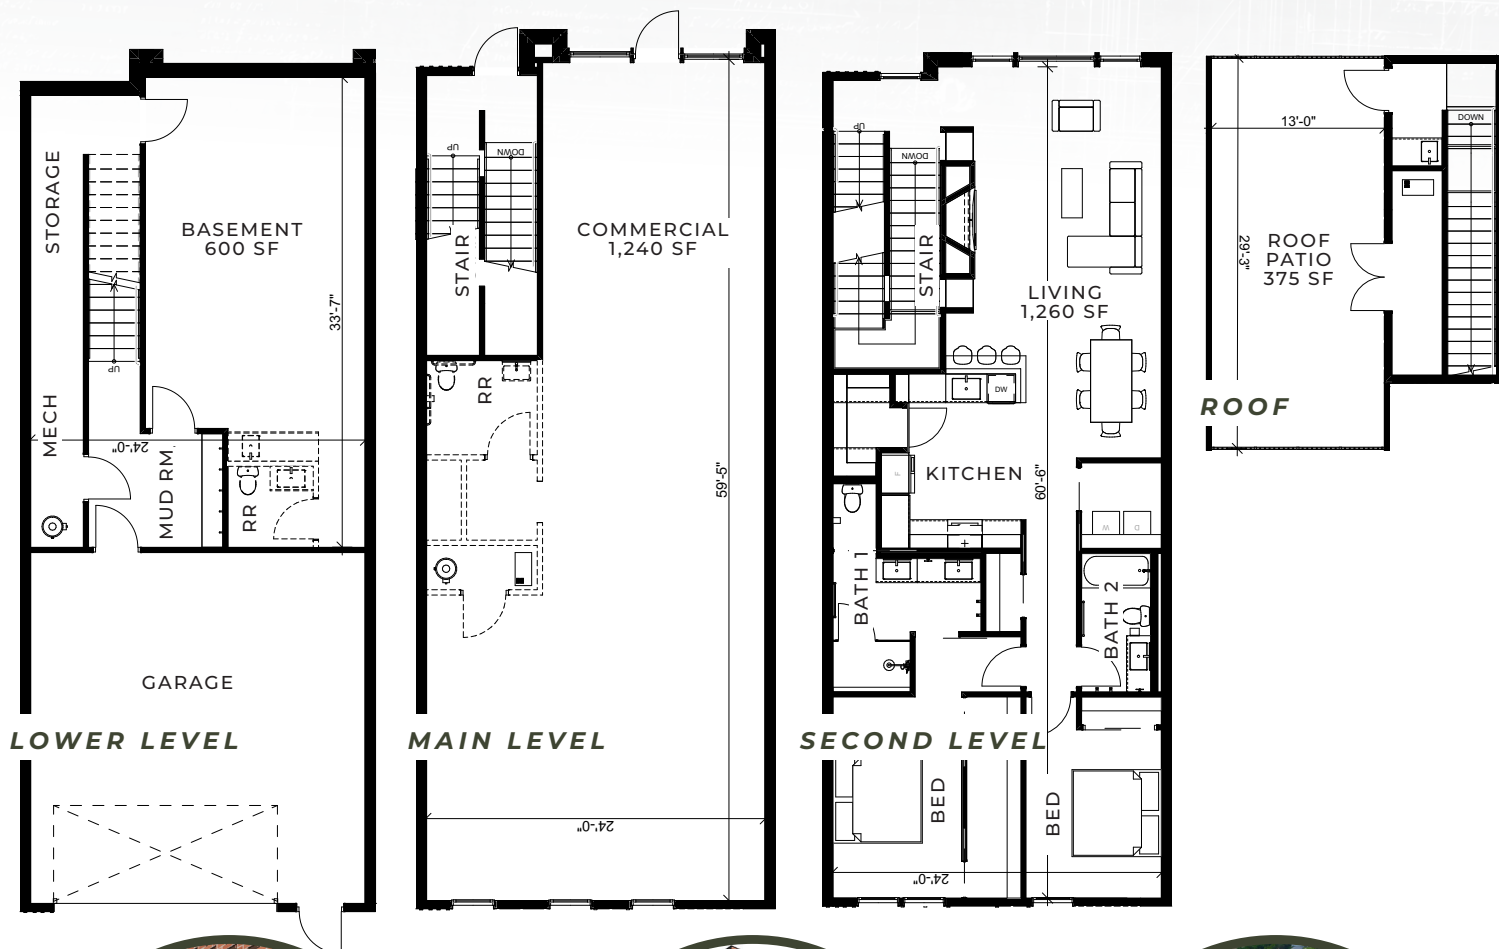 STORAGE
BASEMENT
600 SF
33'-7"
UP
MECH
24'-0"
MUD RM
RR
GARAGE
LOWER LEVEL
UP
DOWN
STAIR
COMMERCIAL
1,240 SF
RR
59'-5"
24'-0"
MAIN LEVEL
UP
DOWN
STAIR
LIVING
1,260 SF
DW
KITCHEN
F
60'-6"
W
D
BATH 1
BATH 2
SECOND LEVEL
BED
BED
24'-0"
13'-0"
DOWN
29'-3"
ROOF
PATIO
375 SF
ROOF